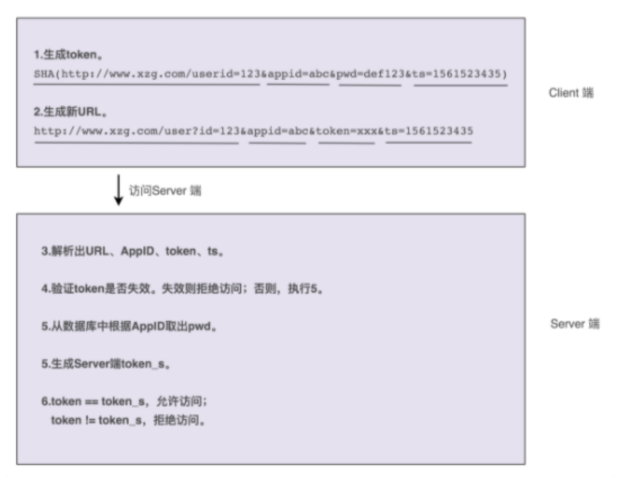 1.生成token。
SHA(http://www.xzg.com/userid=123&appid=abc&pwd=def123&ts=1561523435)
2.生成新URL。
http://www.xzg.com/user?id=123&appid=abc&token=xxx&ts=1561523435
Client 端
访问Server 端
3.解析出URL、AppID、token、ts。
4.验证token是否失效。失效则拒绝访问；否则，执行5。
5.从数据库中根据AppID取出pwd。
Server 端
5.生成Server端token_s。
6.token == token_s，允许访问；
token != token_s，拒绝访问。